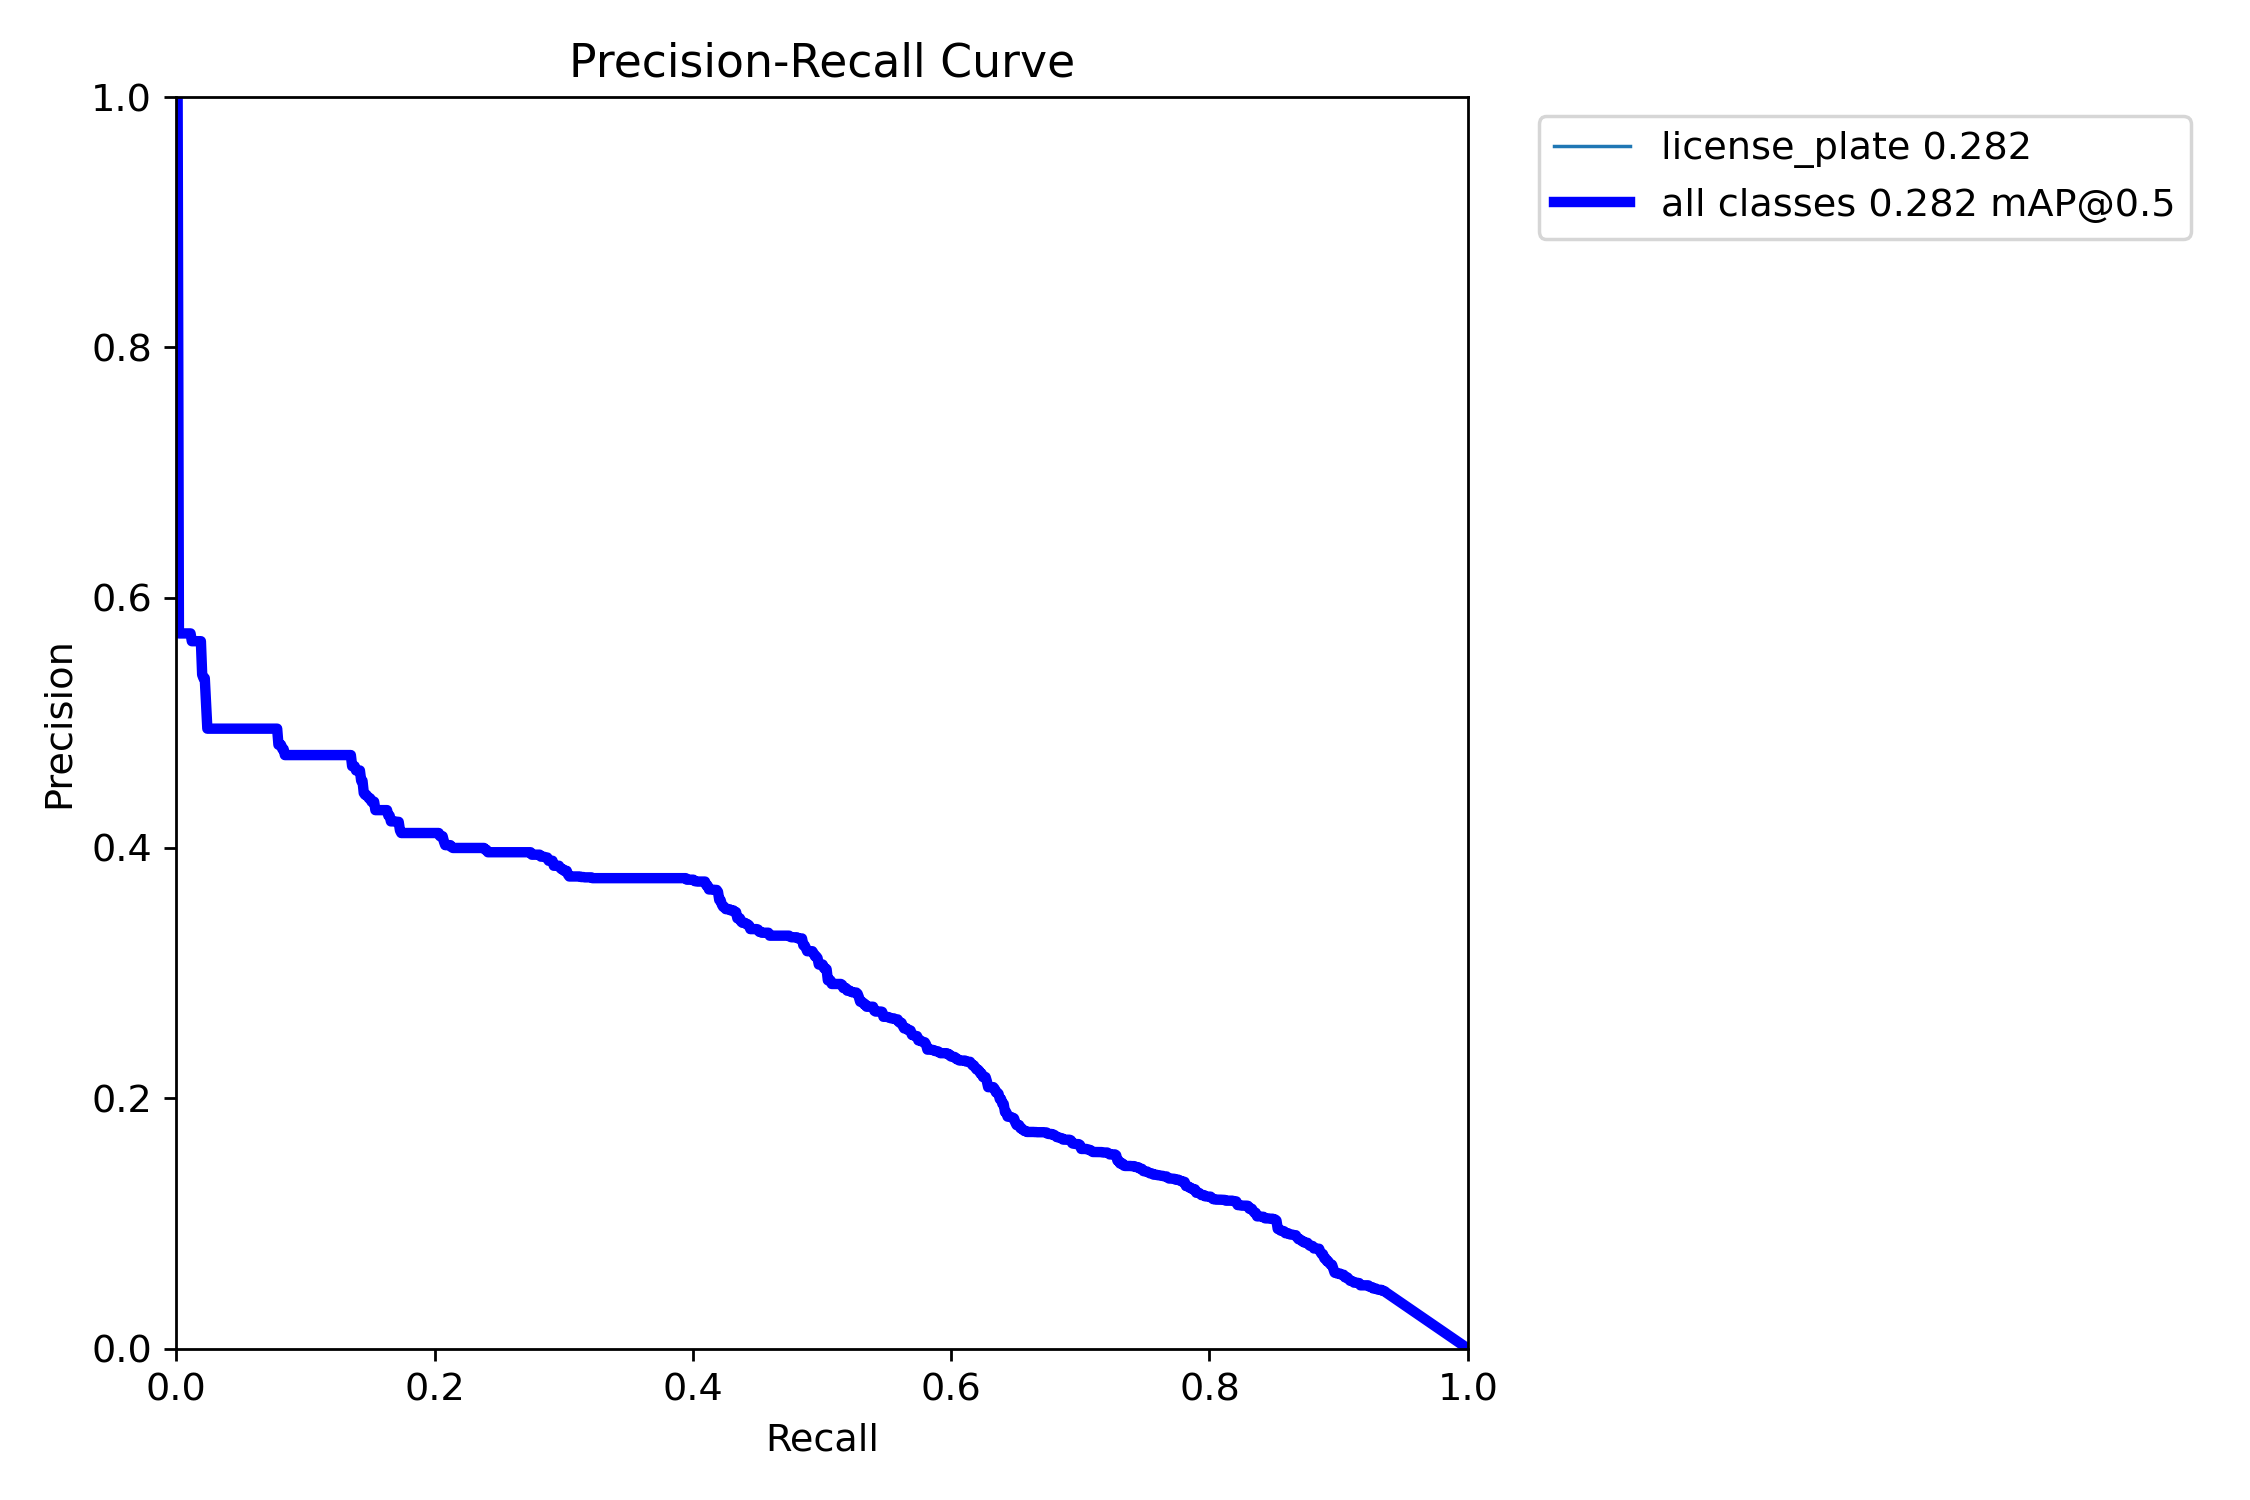 Precision-Recall Curve
license_plate 0.282
all classes 0.282 mAP@0.5
1.0
0.8
0.6
0.4
0.2
0.0
Precision
0.0 0.2 0.4 0.6 0.8 1.0
Recall